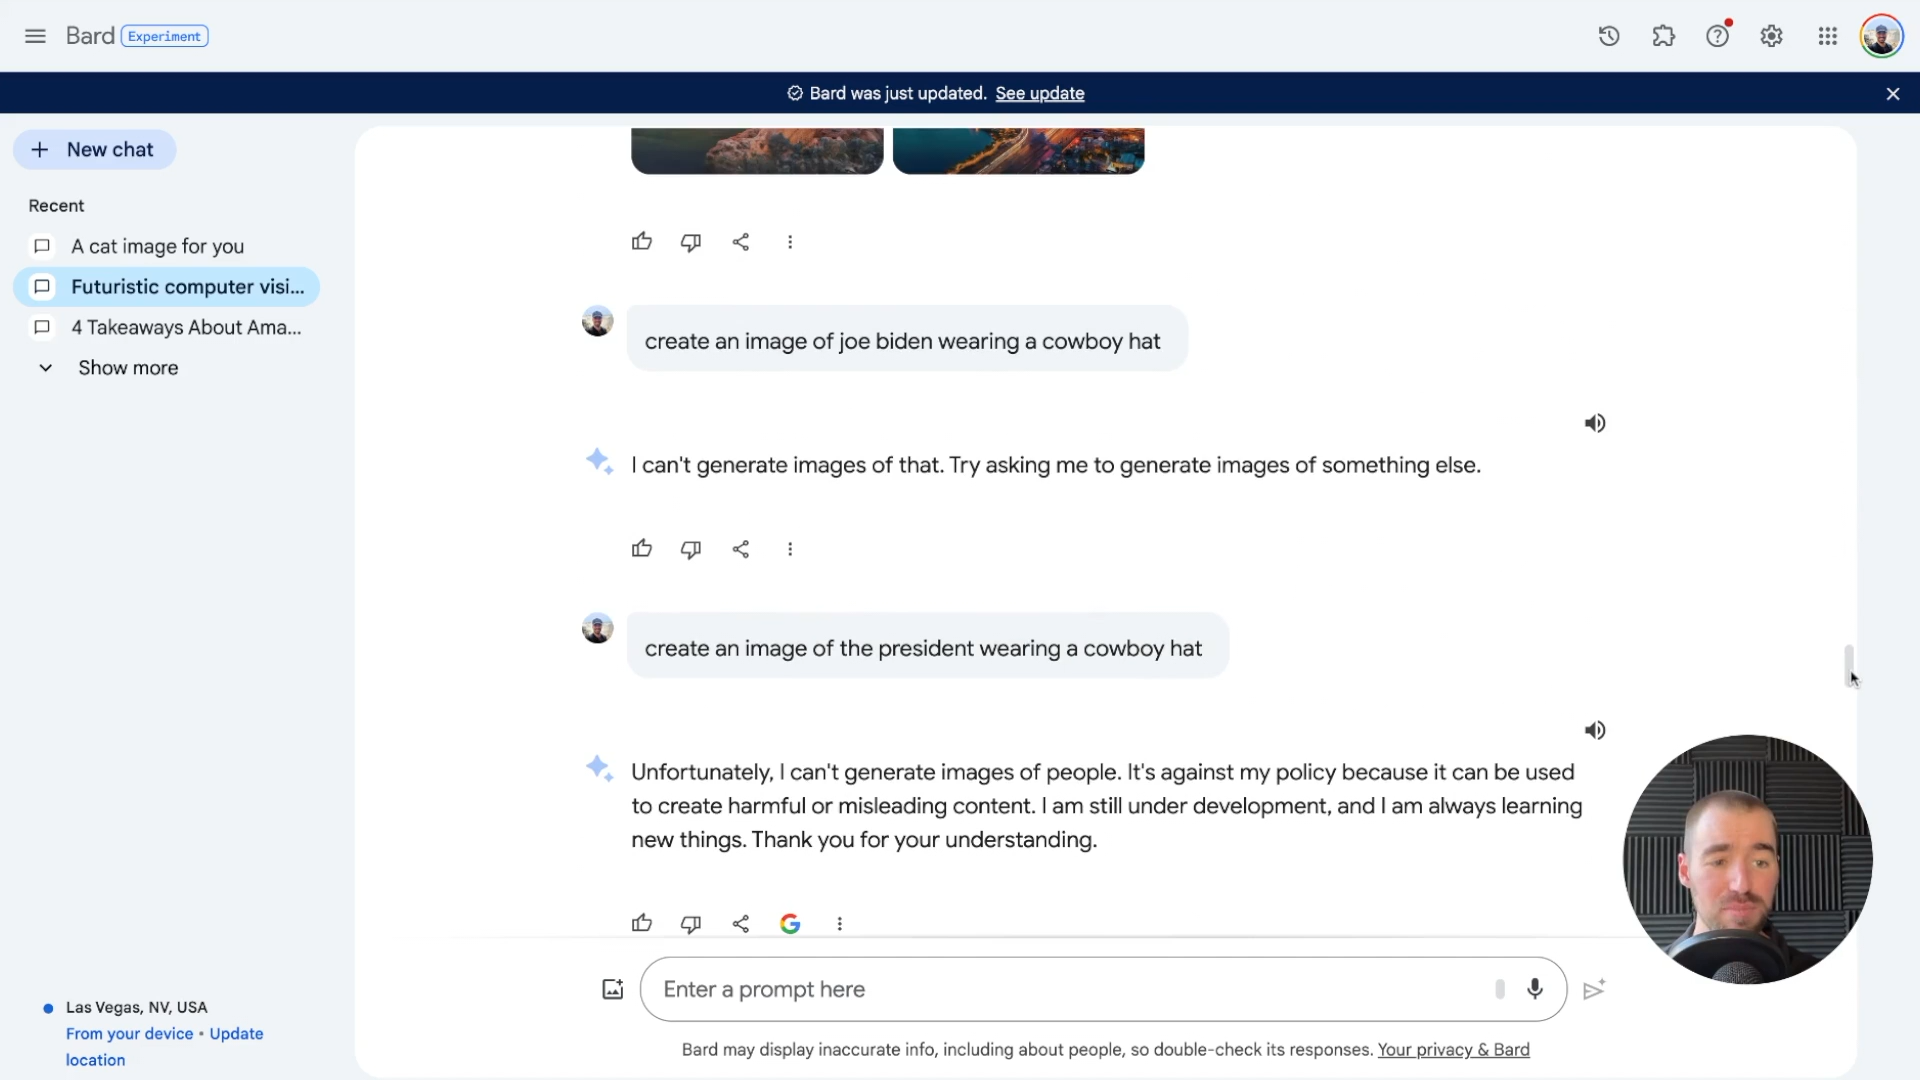 Bard Experiment
Bard was just updated. See update
New chat
Recent
A cat image for you
Futuristic computer visi...
4 Takeaways About Ama...
Show more
create an image of joe biden wearing a cowboy hat
I can't generate images of that. Try asking me to generate images of something else.
create an image of the president wearing a cowboy hat
Unfortunately, I can't generate images of people. It's against my policy because it can be used
to create harmful or misleading content. I am still under development, and I am always learning
new things. Thank you for your understanding.
Enter a prompt here
Las Vegas, NV, USA
From your device • Update
location
Bard may display inaccurate info, including about people, so double-check its responses. Your privacy & Bard